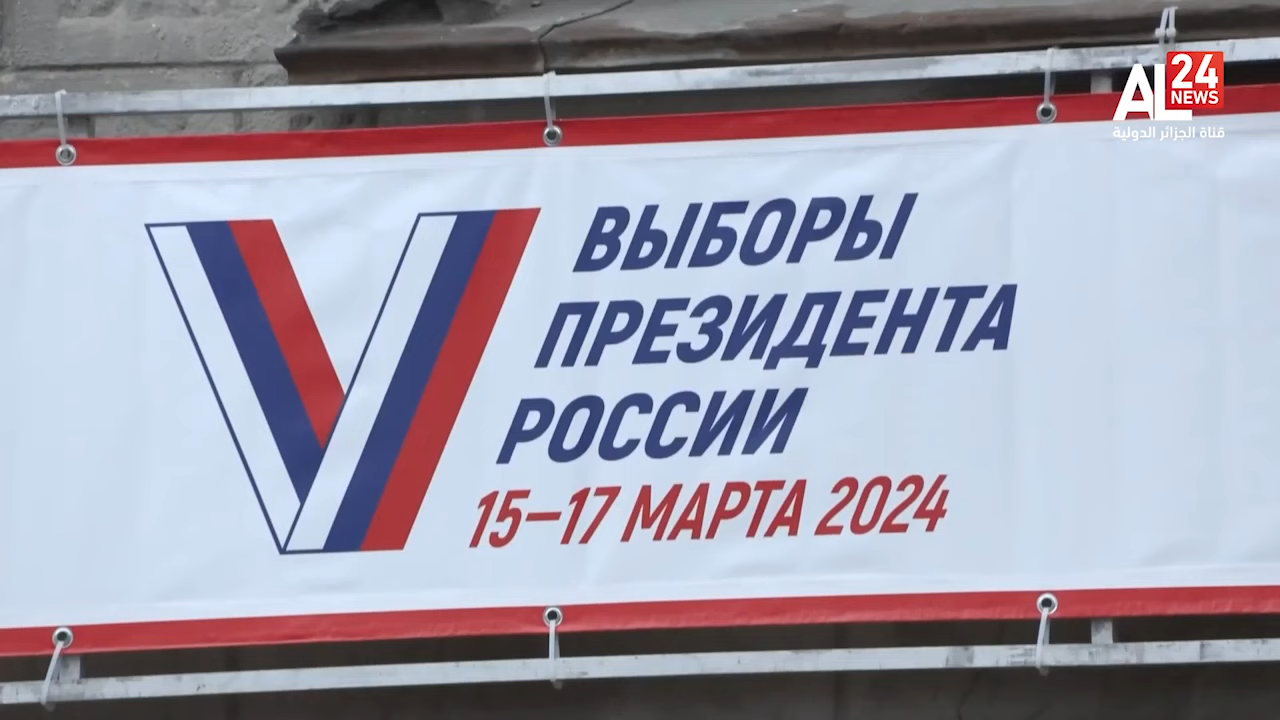 AL
24
NEWS
قناة الجزائر الدولية
ВЫБОРЫ
ПРЕЗИДЕНТА
РОССИИ
15–17 МАРТА 2024